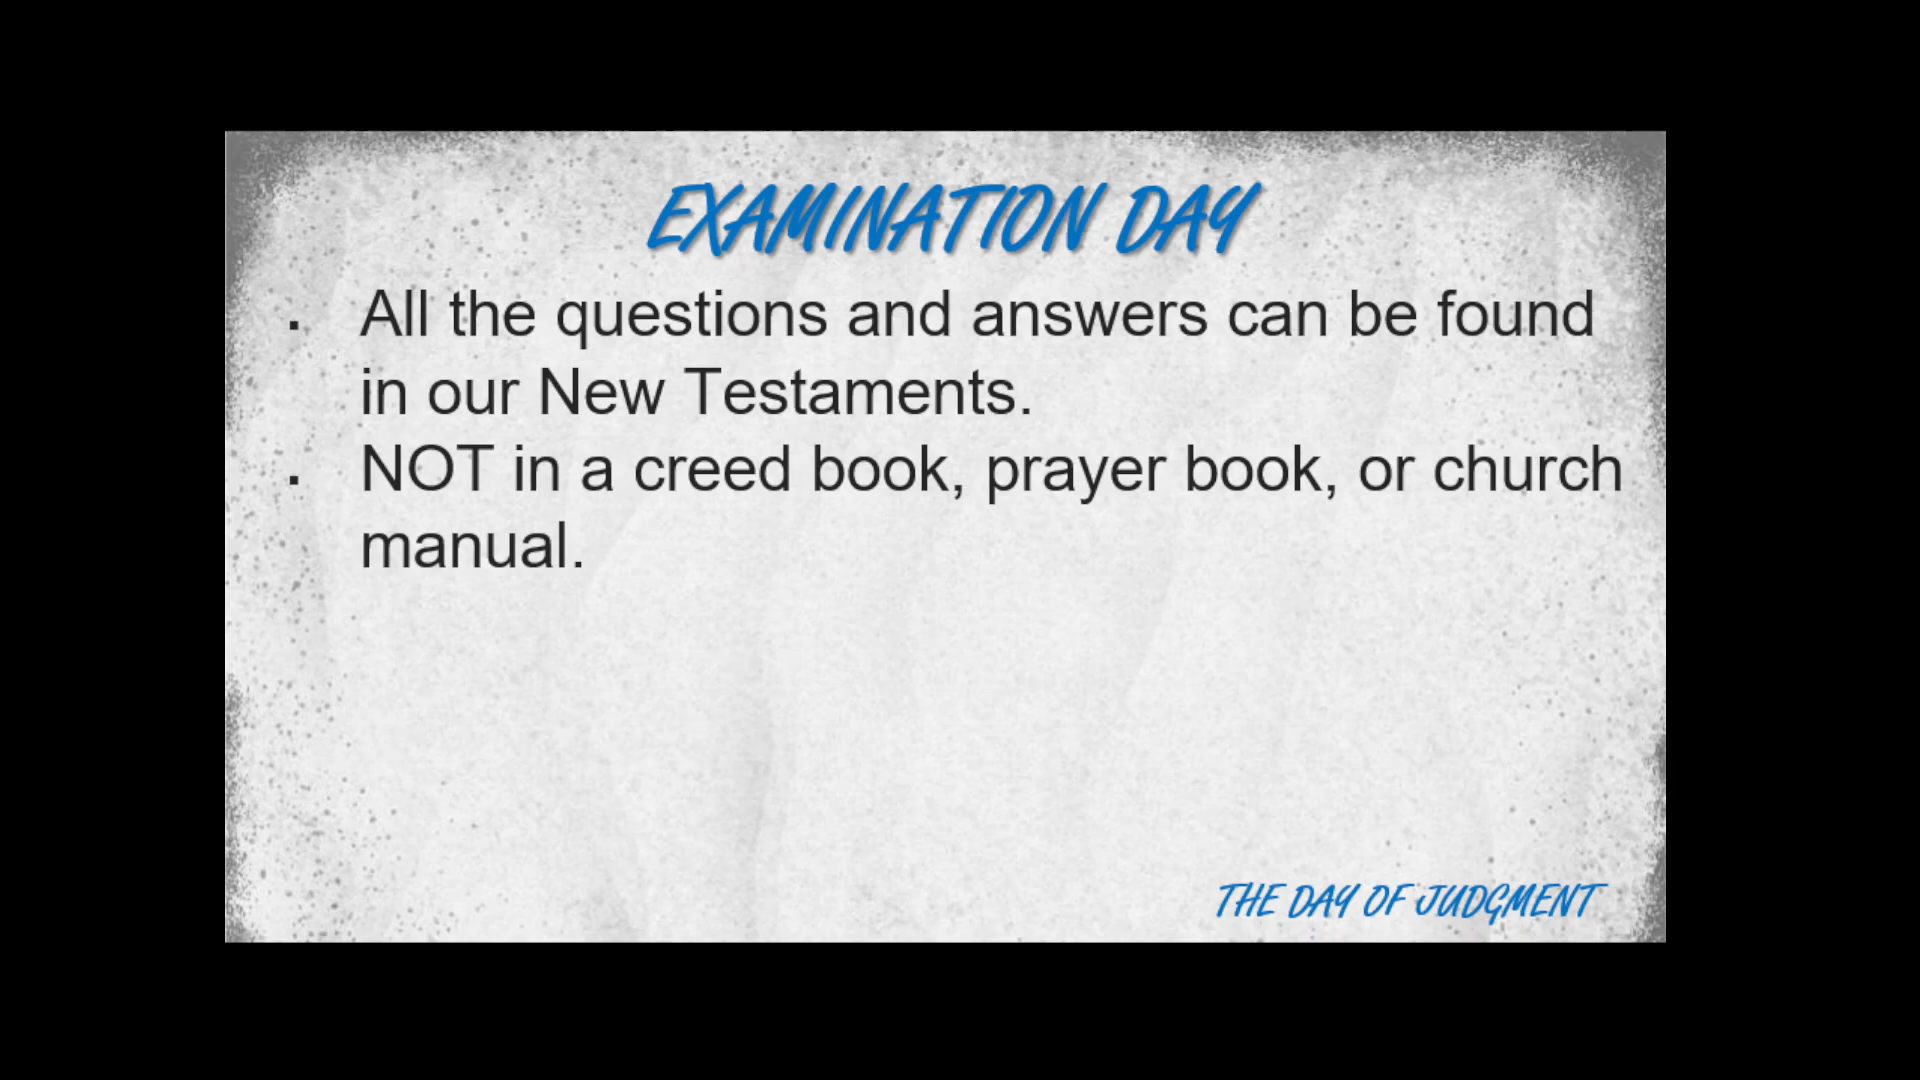 EXAMINATION DAY
▪ All the questions and answers can be found
in our New Testaments.
▪ NOT in a creed book, prayer book, or church
manual.
THE DAY OF JUDGMENT